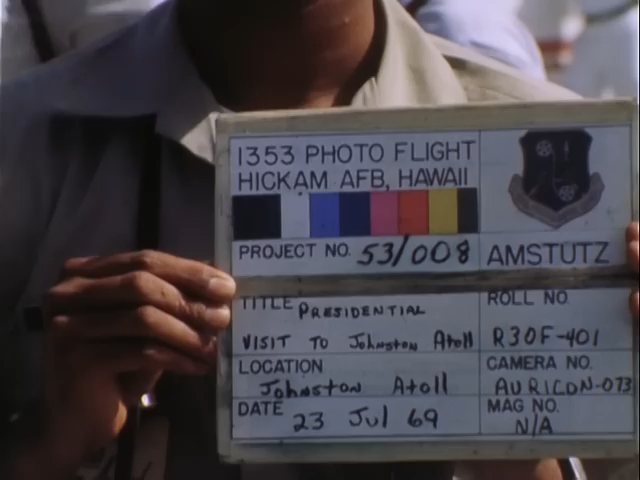 1353 PHOTO FLIGHT
HICKAM AFB, HAWAII
PROJECT NO. 53/008
AMSTUTZ
TITLE PRESIDENTIAL
VISIT TO Johnston Atoll
ROLL NO.
R30F-401
LOCATION
Johnston Atoll
CAMERA NO.
AURICON-073
DATE 23 Jul 69
MAG NO.
N/A